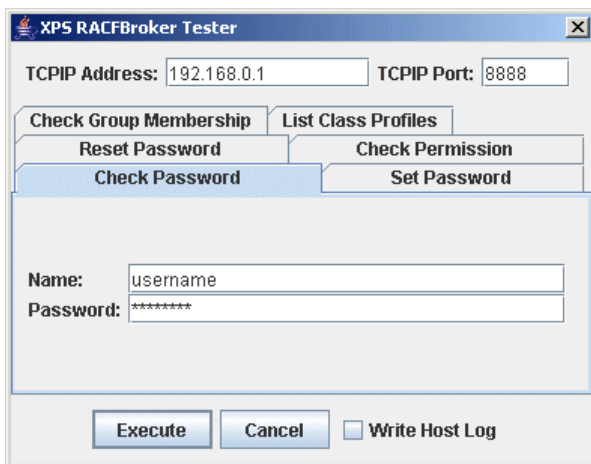 XPS RACFBroker Tester
TCPIP Address: 192.168.0.1 TCPIP Port: 8888
Check Group Membership List Class Profiles
Reset Password Check Permission
Check Password Set Password
Name: username
Password: ********
Execute Cancel Write Host Log